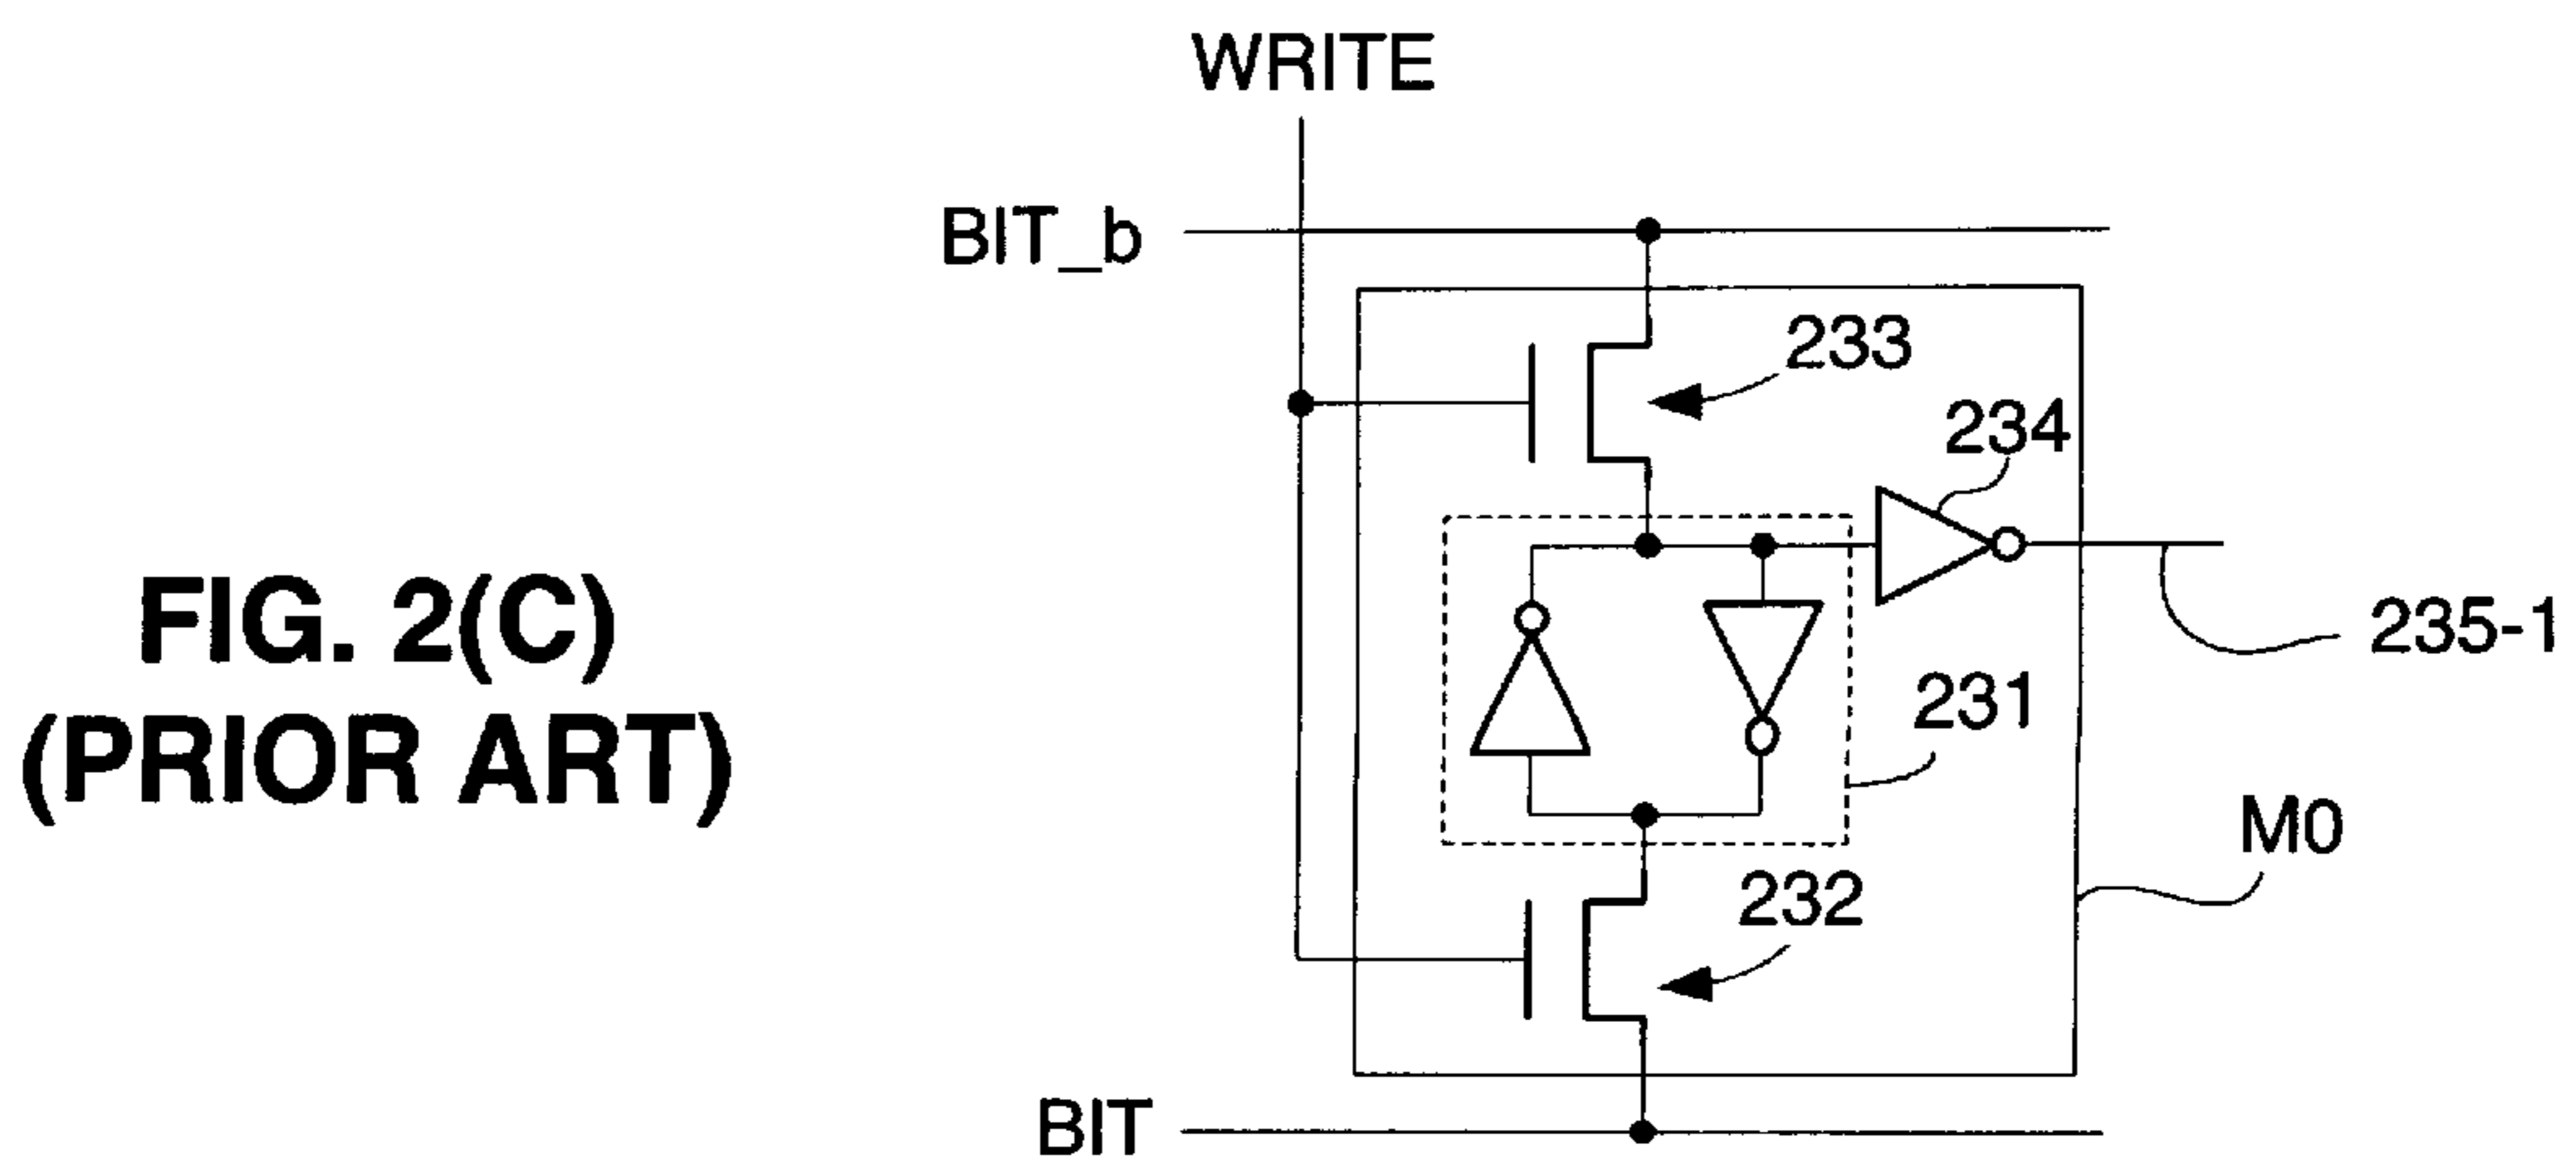 WRITE
BIT_b
233
234
FIG. 2(C)
(PRIOR ART)
235-1
231
M0
232
BIT